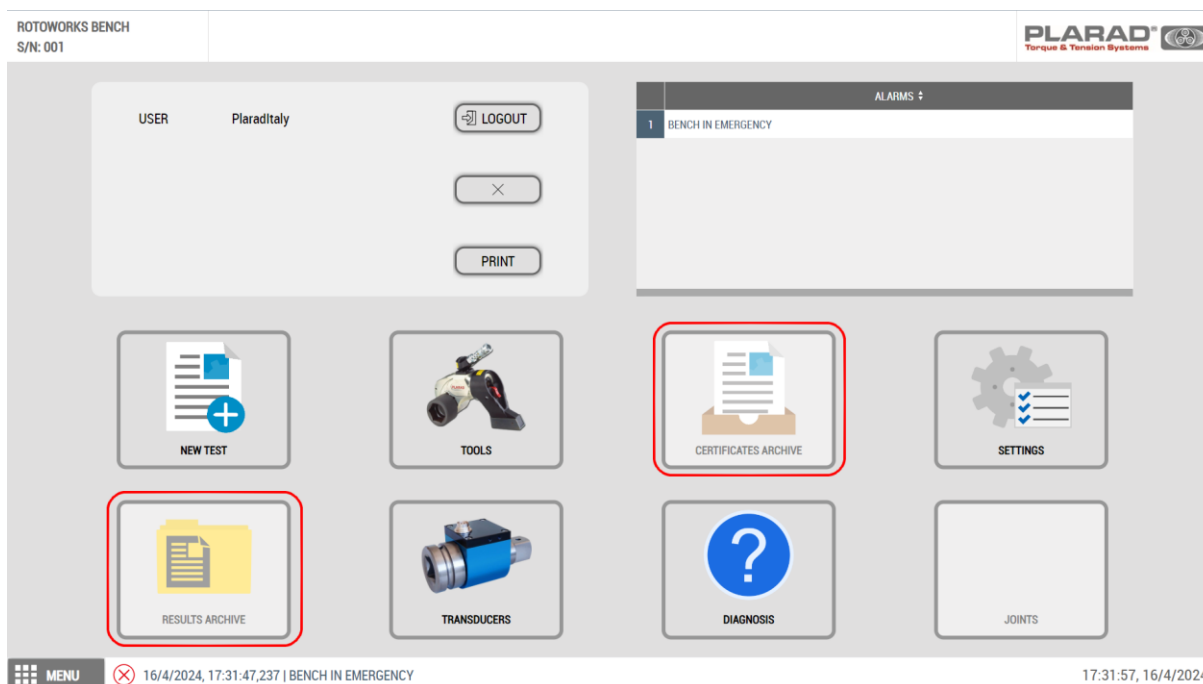 ROTOWORKS BENCH
S/N: 001
PLARAD®
Torque & Tension Systems
USER PlaradItaly
LOGOUT
PRINT
ALARMS
1 BENCH IN EMERGENCY
NEW TEST
TOOLS
CERTIFICATES ARCHIVE
SETTINGS
RESULTS ARCHIVE
TRANSDUCERS
DIAGNOSIS
JOINTS
MENU
16/4/2024, 17:31:47,237 | BENCH IN EMERGENCY
17:31:57, 16/4/2024